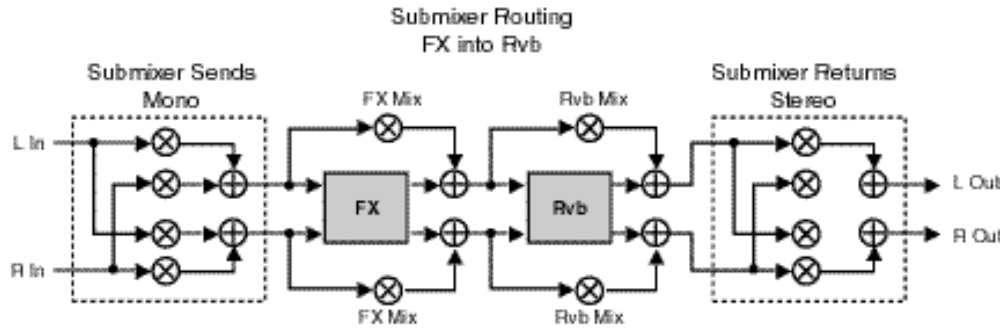 Submixer Routing
FX into Rvb
Submixer Sends
Mono
Submixer Returns
Stereo
FX Mix
Rvb Mix
L In
R In
FX
Rvb
L Out
R Out
FX Mix
Rvb Mix